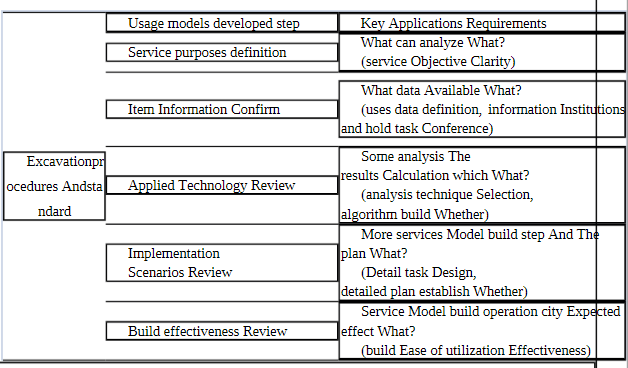 Usage models developed step
Key Applications Requirements
Service purposes definition
What can analyze What?
(service Objective Clarity)
Item Information Confirm
What data Available What?
(uses data definition, information Institutions
and hold task Conference)
Excavationpr
ocedures Andsta
ndard
Applied Technology Review
Some analysis The
results Calculation which What?
(analysis technique Selection,
algorithm build Whether)
Implementation
Scenarios Review
More services Model build step And The
plan What?
(Detail task Design,
detailed plan establish Whether)
Build effectiveness Review
Service Model build operation city Expected
effect What?
(build Ease of utilization Effectiveness)